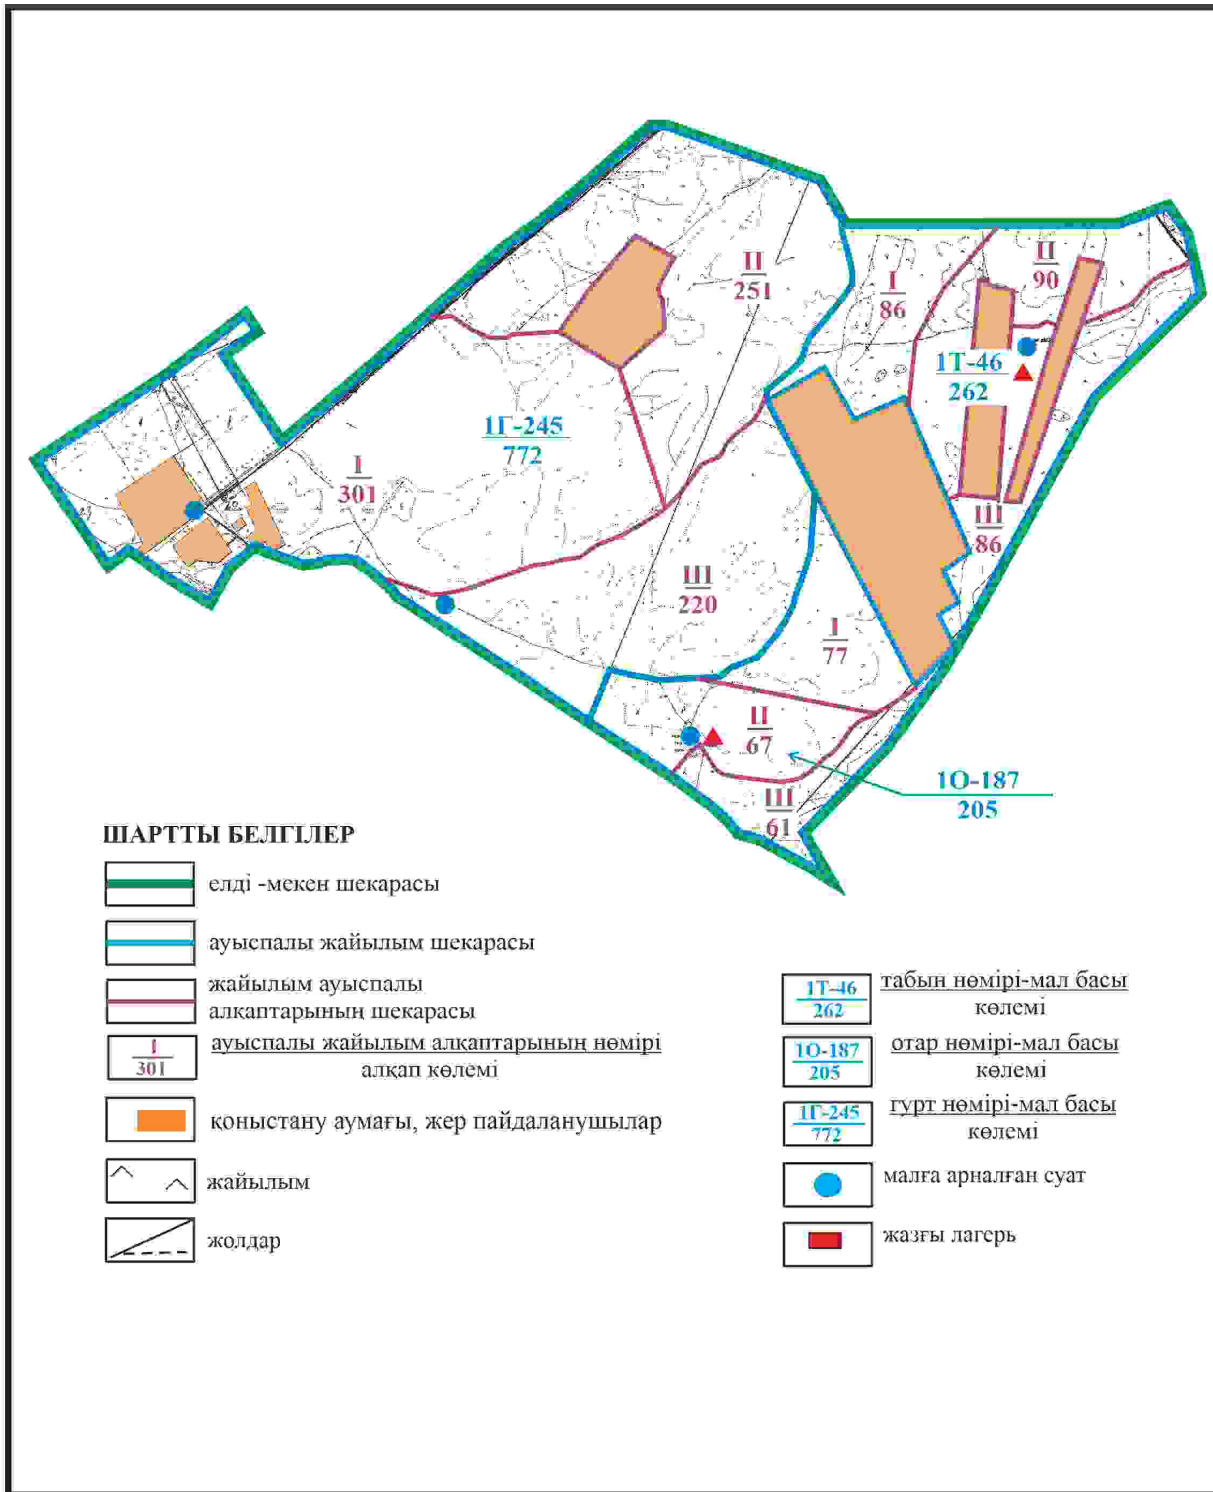 II
251
I
86
II
90
1Т-46
262
1Г-245
772
I
301
III
86
III
220
I
77
II
67
1О-187
205
III
61
ШАРТТЫ БЕЛГІЛЕР
елді -мекен шекарасы
ауыспалы жайылым шекарасы
жайылым ауыспалы
алқаптарының шекарасы
I
301
ауыспалы жайылым алқаптарының нөмірі
алқап көлемі
қоныстану аумағы, жер пайдаланушылар
жайылым
жолдар
1Т-46
262
табын нөмірі-мал басы
көлемі
1О-187
205
отар нөмірі-мал басы
көлемі
1Г-245
772
гурт нөмірі-мал басы
көлемі
малға арналған суат
жазғы лагерь